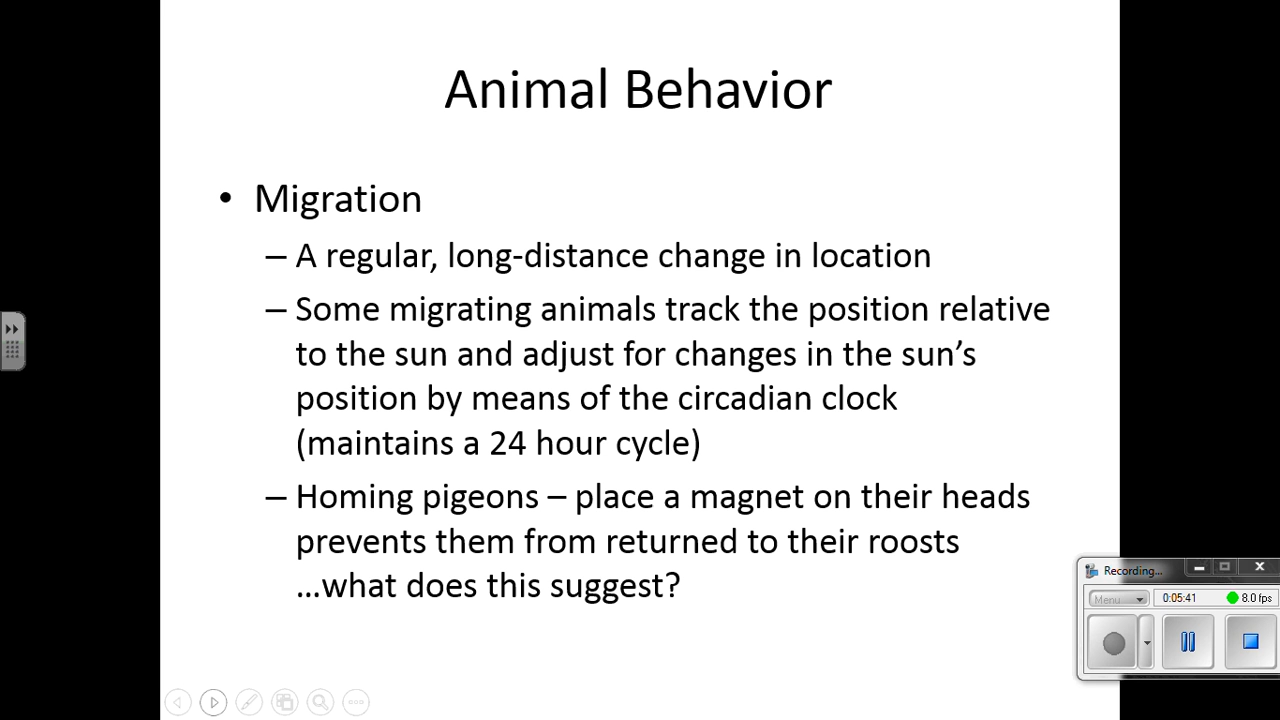 Animal Behavior
• Migration
– A regular, long-distance change in location
– Some migrating animals track the position relative
to the sun and adjust for changes in the sun’s
position by means of the circadian clock
(maintains a 24 hour cycle)
– Homing pigeons – place a magnet on their heads
prevents them from returned to their roosts
...what does this suggest?
Recording...
Menu 0:05:41 8.0 fps